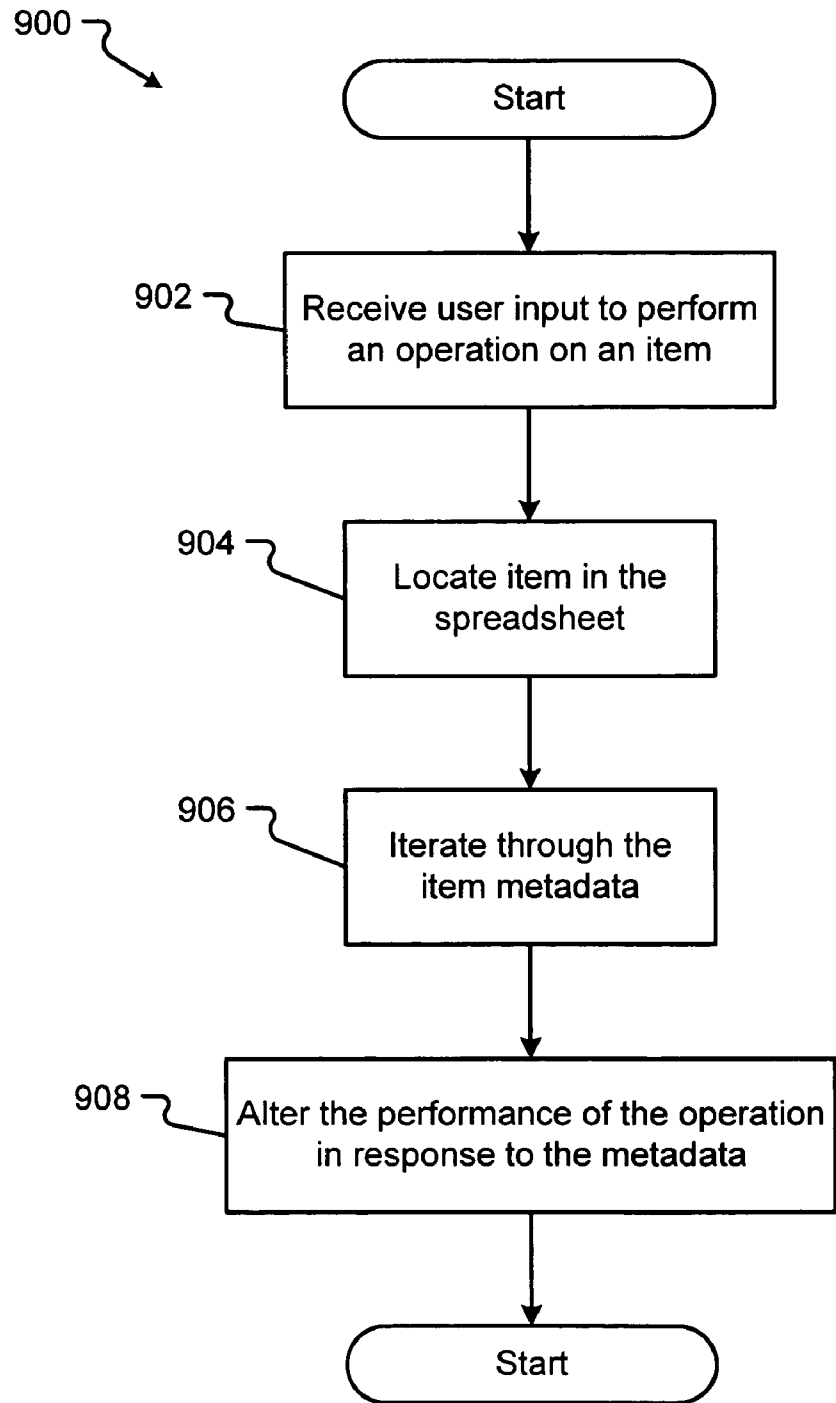 900
Start
902
Receive user input to perform
an operation on an item
904
Locate item in the
spreadsheet
906
Iterate through the
item metadata
908
Alter the performance of the operation
in response to the metadata
Start